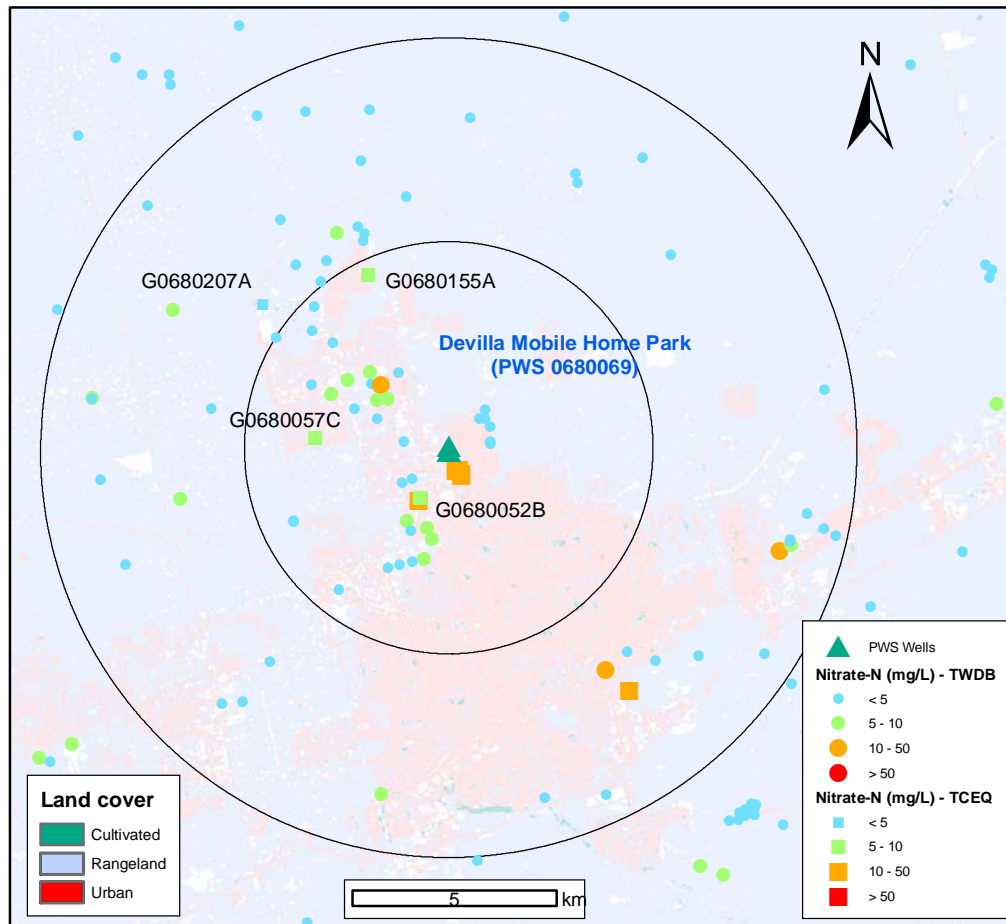 N
G0680207A
G0680155A
Devilla Mobile Home Park
(PWS 0680069)
G0680057C
G0680052B
PWS Wells
Nitrate-N (mg/L) - TWDB
< 5
5 - 10
10 - 50
> 50
Nitrate-N (mg/L) - TCEQ
< 5
5 - 10
10 - 50
> 50
Land cover
Cultivated
Rangeland
Urban
5 km